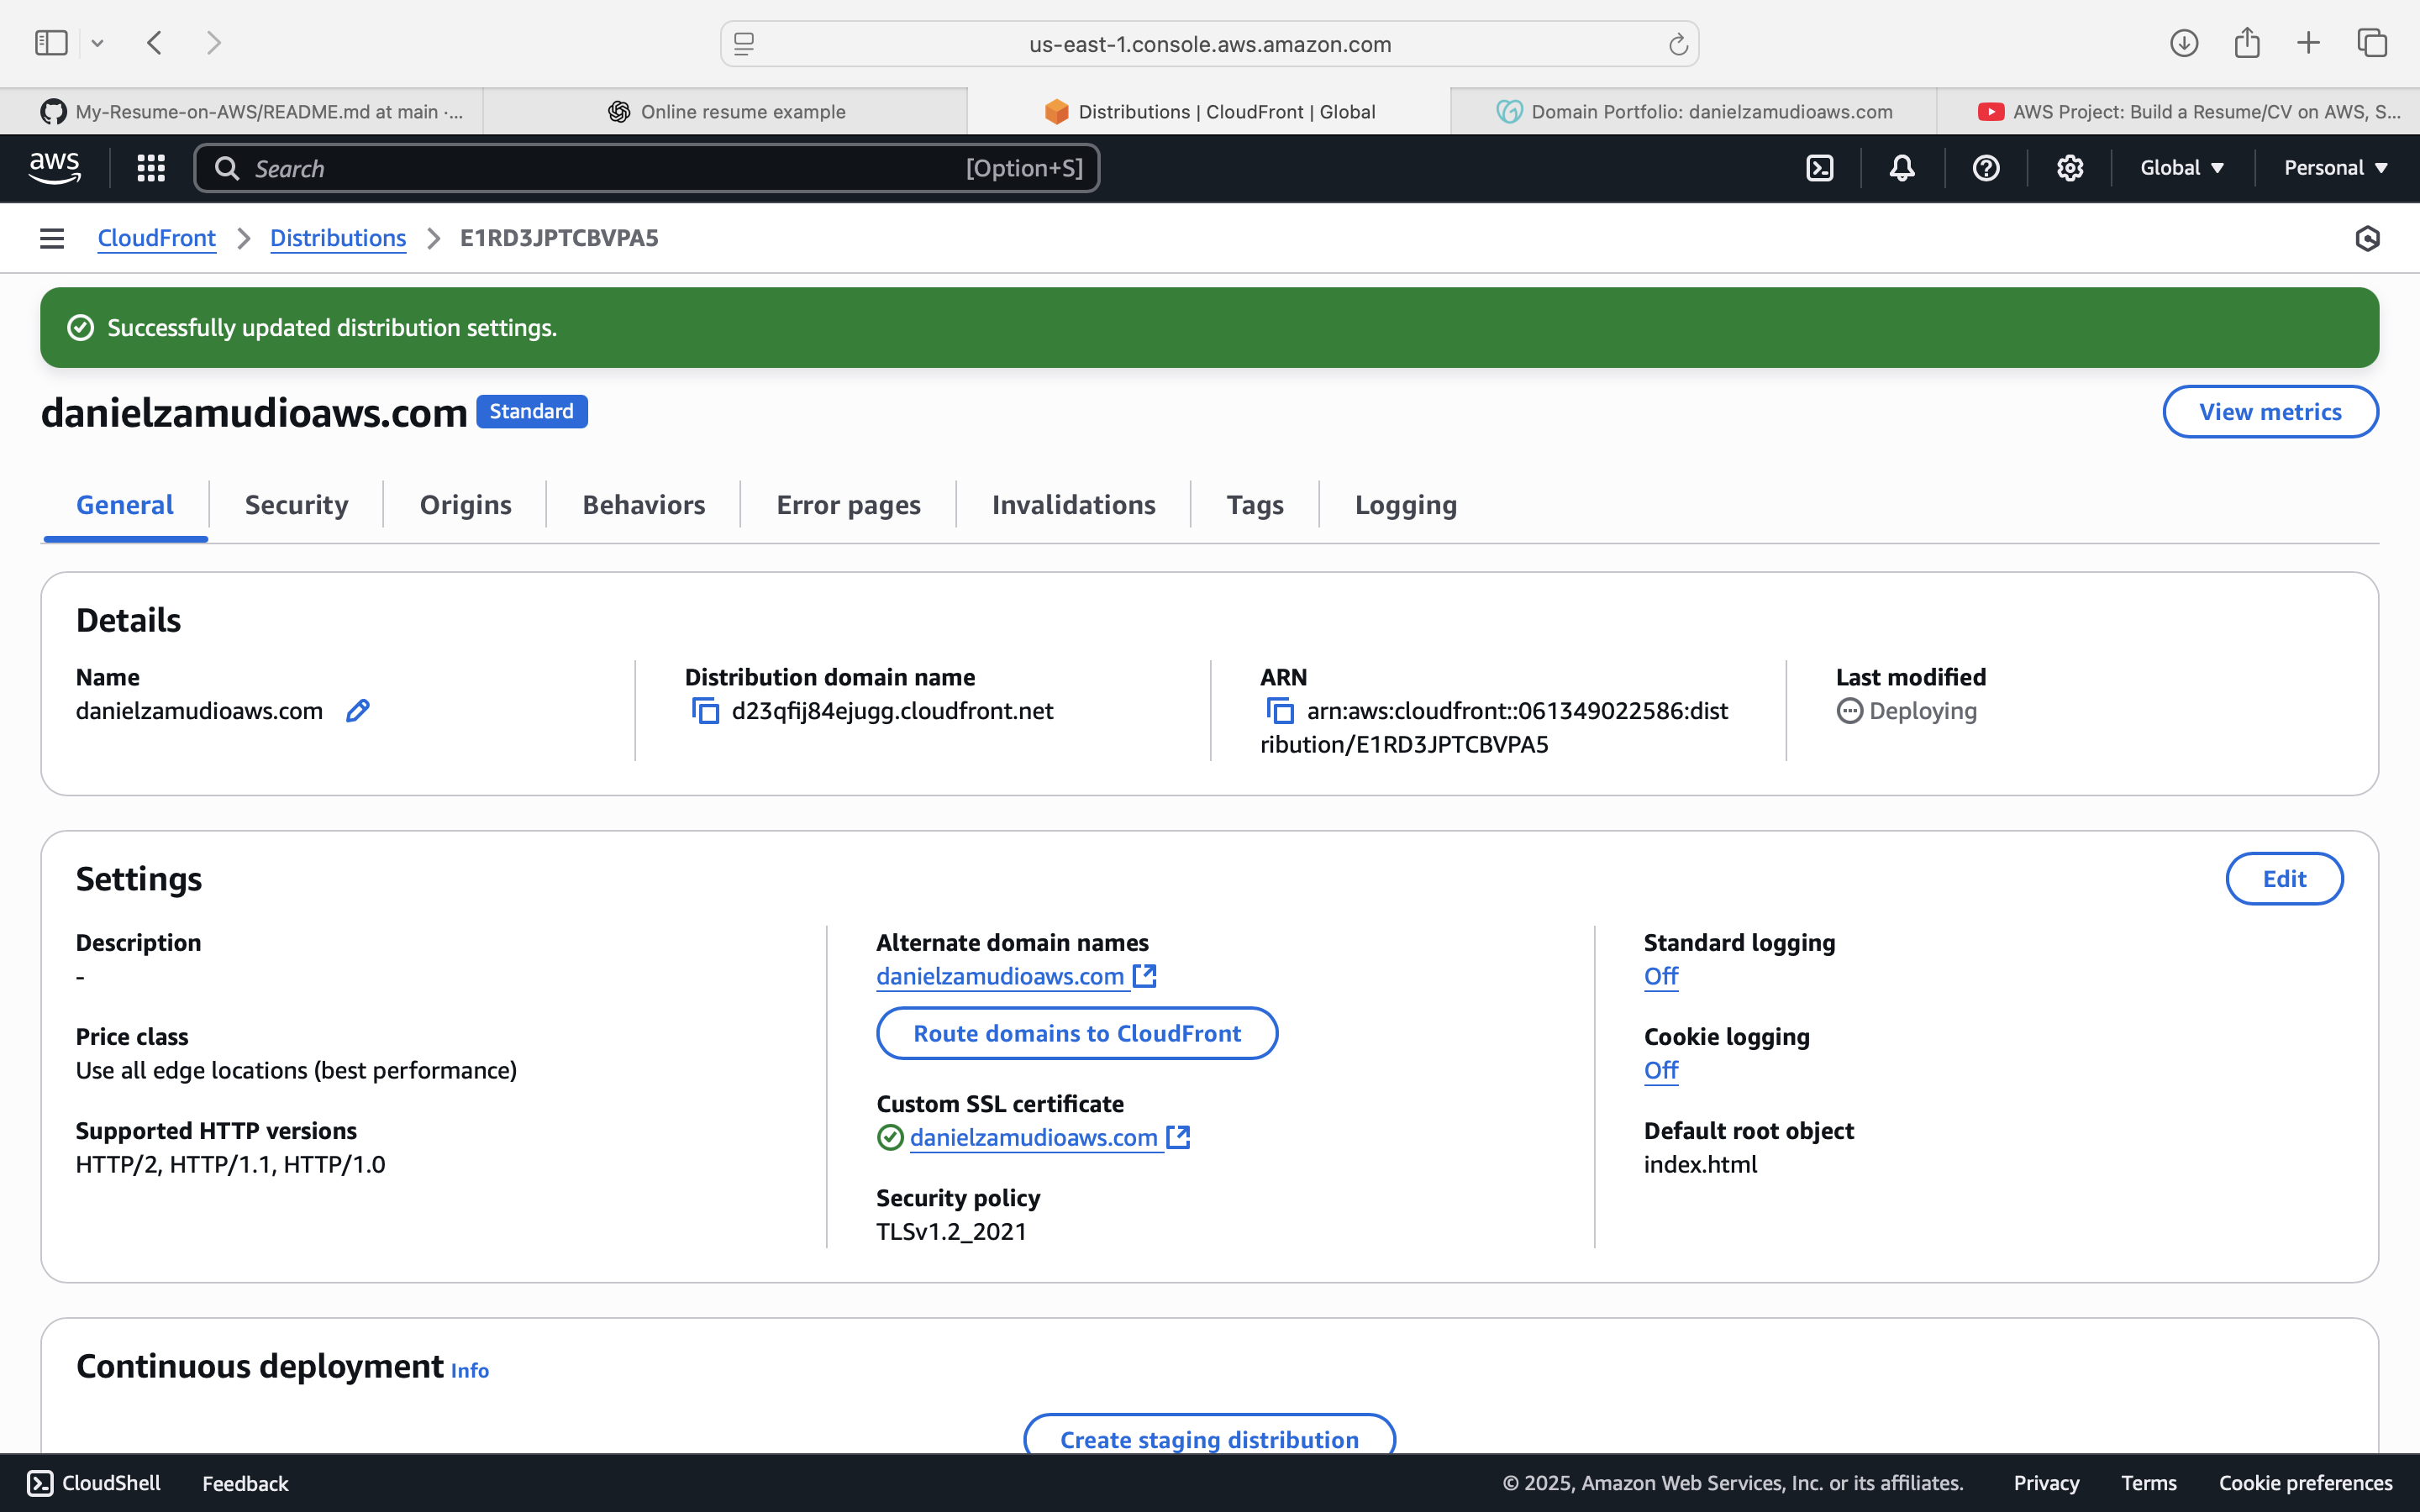 us-east-1.console.aws.amazon.com
My-Resume-on-AWS/README.md at main ·...
Online resume example
Distributions | CloudFront | Global
Domain Portfolio: danielzamudioaws.com
AWS Project: Build a Resume/CV on AWS, S...
aws
Search
[Option+S]
Global
Personal
CloudFront
Distributions
E1RD3JPTCBVPA5
Successfully updated distribution settings.
danielzamudioaws.com
Standard
View metrics
General
Security
Origins
Behaviors
Error pages
Invalidations
Tags
Logging
Details
Name
danielzamudioaws.com
Distribution domain name
d23qfij84ejugg.cloudfront.net
ARN
arn:aws:cloudfront::061349022586:dist
ribution/E1RD3JPTCBVPA5
Last modified
Deploying
Settings
Edit
Description
-
Price class
Use all edge locations (best performance)
Supported HTTP versions
HTTP/2, HTTP/1.1, HTTP/1.0
Alternate domain names
danielzamudioaws.com
Route domains to CloudFront
Custom SSL certificate
danielzamudioaws.com
Security policy
TLSv1.2_2021
Standard logging
Off
Cookie logging
Off
Default root object
index.html
Continuous deployment Info
Create staging distribution
CloudShell
Feedback
© 2025, Amazon Web Services, Inc. or its affiliates.
Privacy
Terms
Cookie preferences